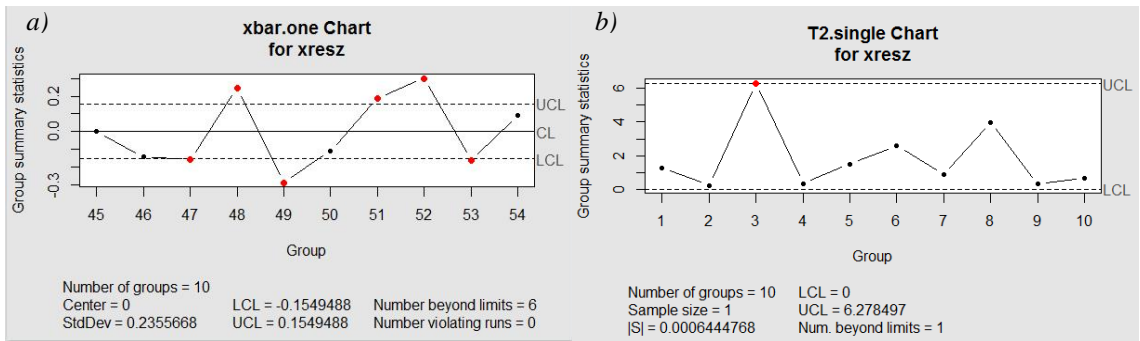 a)
xbar.one Chart
for xresz
Group summary statistics
0.2
0.0
-0.3
UCL
CL
LCL
45 46 47 48 49 50 51 52 53 54
Group
Number of groups = 10
Center = 0
StdDev = 0.2355668
LCL = -0.1549488
UCL = 0.1549488
Number beyond limits = 6
Number violating runs = 0
b)
T2.single Chart
for xresz
Group summary statistics
6
4
2
0
UCL
LCL
1 2 3 4 5 6 7 8 9 10
Group
Number of groups = 10
Sample size = 1
|S| = 0.0006444768
LCL = 0
UCL = 6.278497
Num. beyond limits = 1